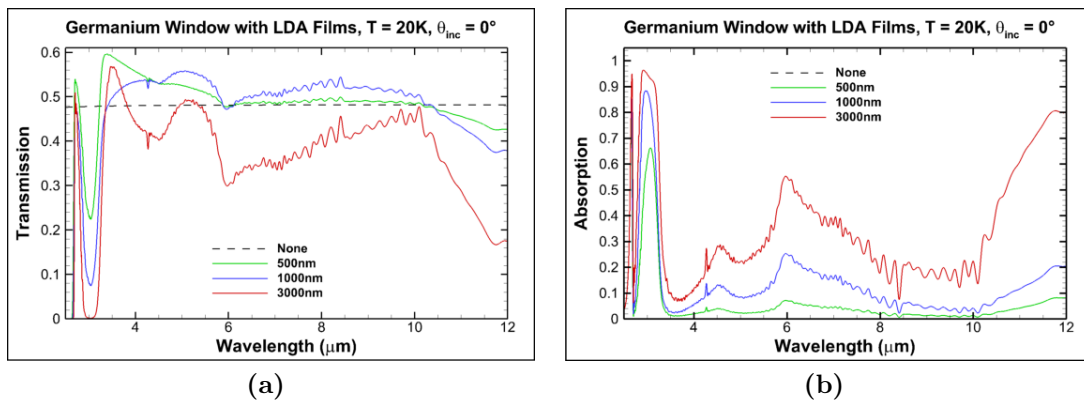 Germanium Window with LDA Films, T = 20K, θinc = 0°
0.6
0.5
0.4
0.3
0.2
0.1
0
Transmission
None
500nm
1000nm
3000nm
4 6 8 10 12
Wavelength (μm)
(a)
Germanium Window with LDA Films, T = 20K, θinc = 0°
1
0.9
0.8
0.7
0.6
0.5
0.4
0.3
0.2
0.1
0
Absorption
None
500nm
1000nm
3000nm
4 6 8 10 12
Wavelength (μm)
(b)